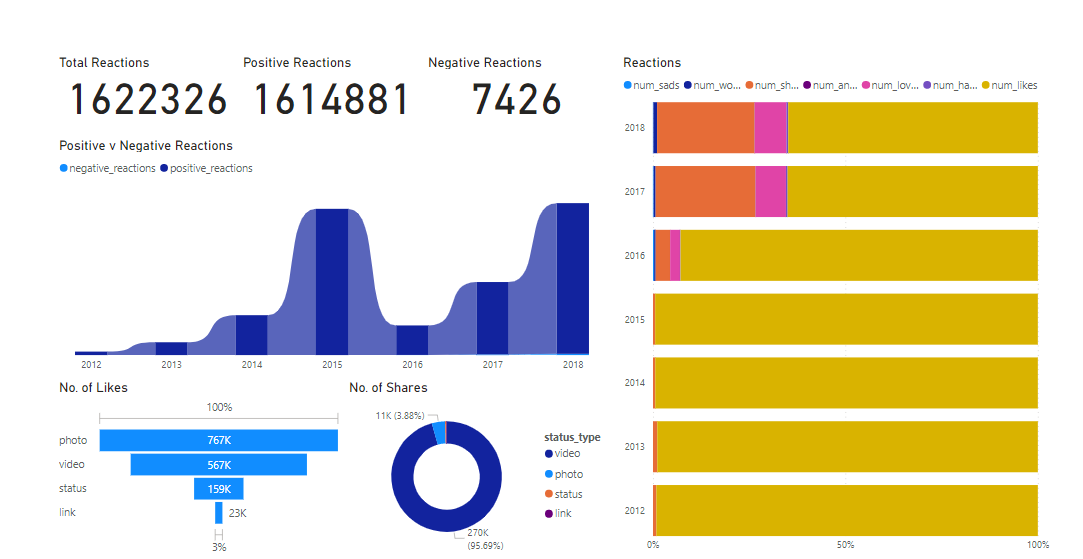 Total Reactions
1622326
Positive Reactions
1614881
Negative Reactions
7426
Positive v Negative Reactions
negative_reactions positive_reactions
2012 2013 2014 2015 2016 2017 2018
No. of Likes
100%
photo 767K
video 567K
status 159K
link 23K
3%
No. of Shares
11K (3.88%)
270K
(95.69%)
status_type
video
photo
status
link
Reactions
num_sads num_wo... num_sh... num_an... num_lov... num_ha... num_likes
2018
2017
2016
2015
2014
2013
2012
0% 50% 100%